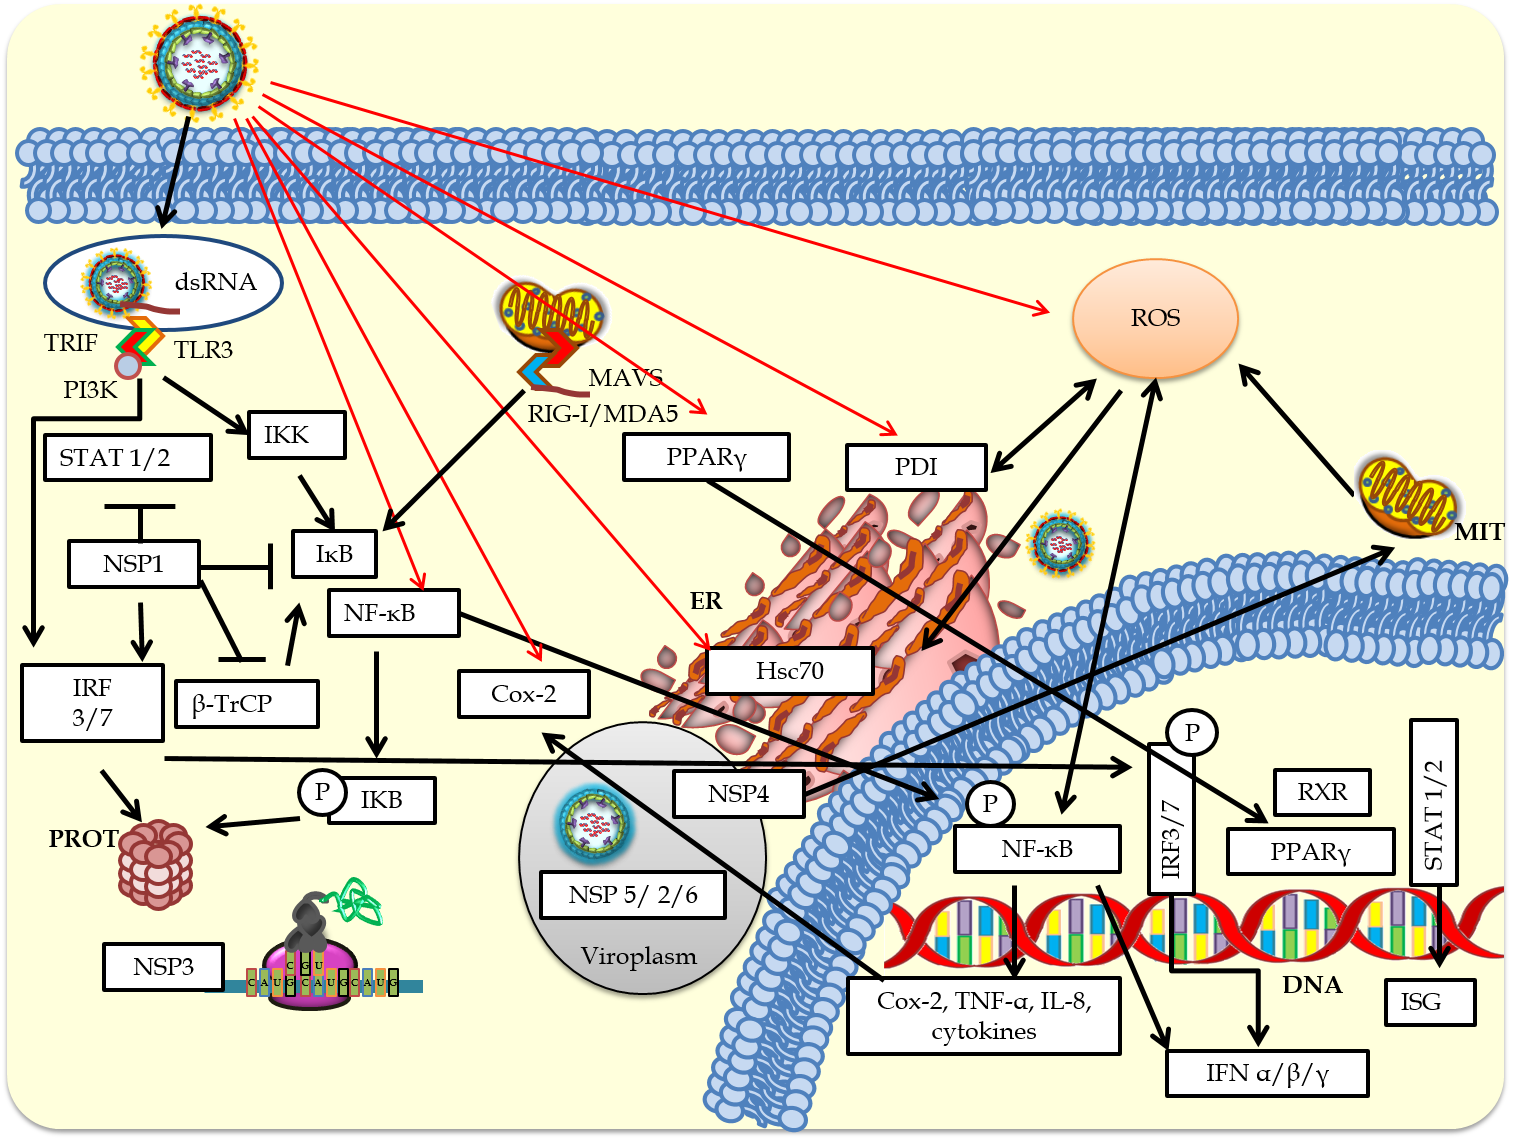 dsRNA
TRIF
TLR3
PI3K
MAVS
RIG-I/MDA5
ROS
IKK
STAT 1/2
PPARγ
PDI
MIT
NSP1
IκB
NF-κB
ER
Hsc70
IRF
3/7
β-TrCP
Cox-2
P
IKB
NSP4
P
NF-κB
P
IRF3/7
RXR
PPARγ
STAT 1/2
PROT
NSP 5/ 2/6
Viroplasm
NSP3
C G U
C A U G C A U G C A U G
DNA
Cox-2, TNF-α, IL-8,
cytokines
ISG
IFN α/β/γ